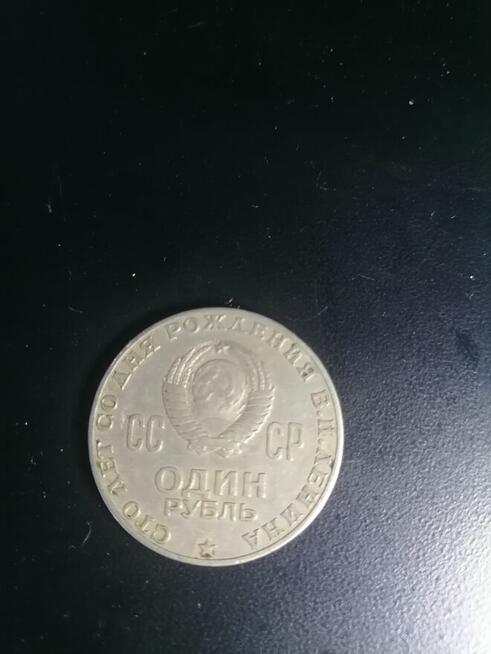 СТО ЛЕТ СО ДНЯ РОЖДЕНИЯ В.И.ЛЕНИНА
СС СР
ОДИН
РУБЛЬ